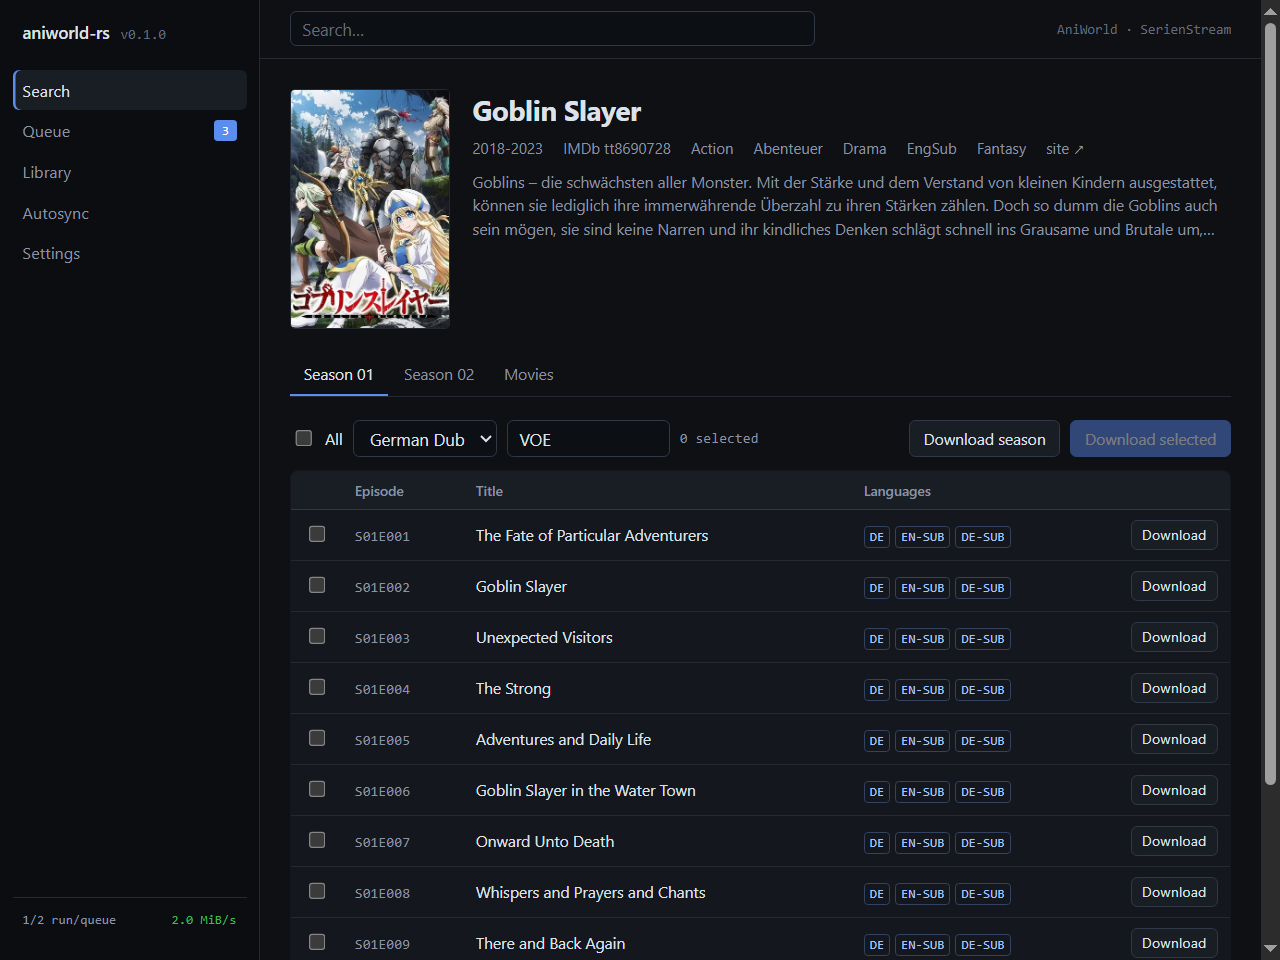 aniworld-rs v0.1.0
Search
Queue 3
Library
Autosync
Settings
1/2 run/queue 2.0 MiB/s
Search...
AniWorld · SerienStream
ゴブリンスレイヤー
Goblin Slayer
2018-2023 IMDb tt8690728 Action Abenteuer Drama EngSub Fantasy site ↗
Goblins – die schwächsten aller Monster. Mit der Stärke und dem Verstand von kleinen Kindern ausgestattet,
können sie lediglich ihre immerwährende Überzahl zu ihren Stärken zählen. Doch so dumm die Goblins auch
sein mögen, sie sind keine Narren und ihr kindliches Denken schlägt schnell ins Grausame und Brutale um,...
Season 01 Season 02 Movies
All German Dub VOE 0 selected Download season Download selected
Episode Title Languages
S01E001 The Fate of Particular Adventurers DE EN-SUB DE-SUB Download
S01E002 Goblin Slayer DE EN-SUB DE-SUB Download
S01E003 Unexpected Visitors DE EN-SUB DE-SUB Download
S01E004 The Strong DE EN-SUB DE-SUB Download
S01E005 Adventures and Daily Life DE EN-SUB DE-SUB Download
S01E006 Goblin Slayer in the Water Town DE EN-SUB DE-SUB Download
S01E007 Onward Unto Death DE EN-SUB DE-SUB Download
S01E008 Whispers and Prayers and Chants DE EN-SUB DE-SUB Download
S01E009 There and Back Again DE EN-SUB DE-SUB Download